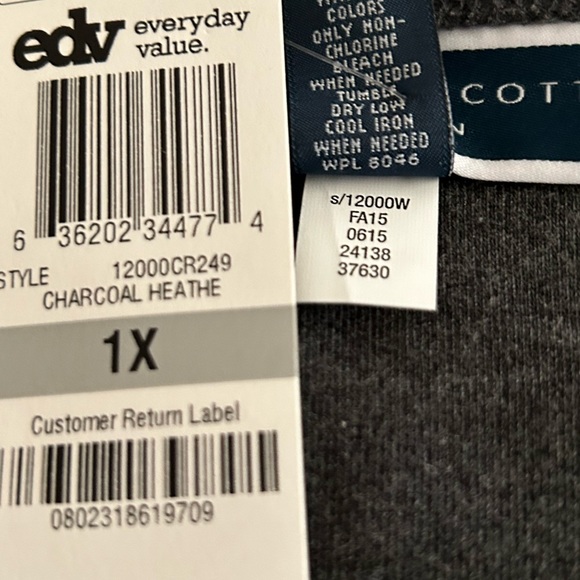 edv everyday
value.
6 36202 34477 4
STYLE 12000CR249
CHARCOAL HEATHE
1X
Customer Return Label
0802318619709
COLORS
ONLY NON-
CHLORINE
BLEACH
WHEN NEEDED
TUMBLE
DRY LOW
COOL IRON
WHEN NEEDED
WPL 6046
s/12000W
FA15
0615
24138
37630
COT
N